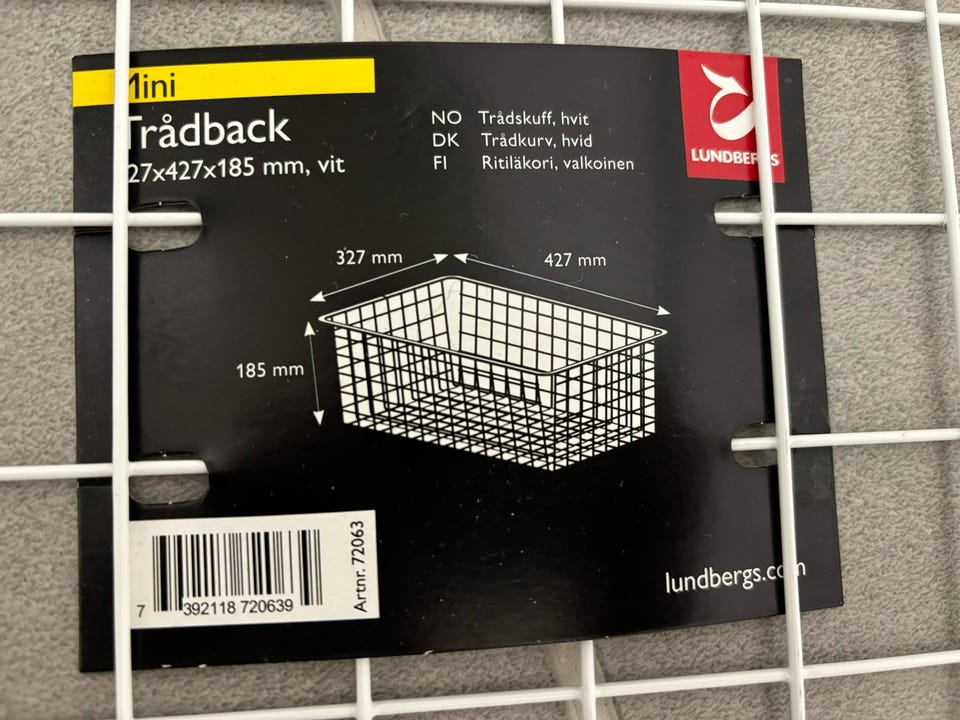 Mini
Trådback
27x427x185 mm, vit
NO Trådskuff, hvit
DK Trådkurv, hvid
FI Ritiläkori, valkoinen
LUNDBERGS
327 mm
427 mm
185 mm
Artnr. 72063
7 392118 720639
lundbergs.com